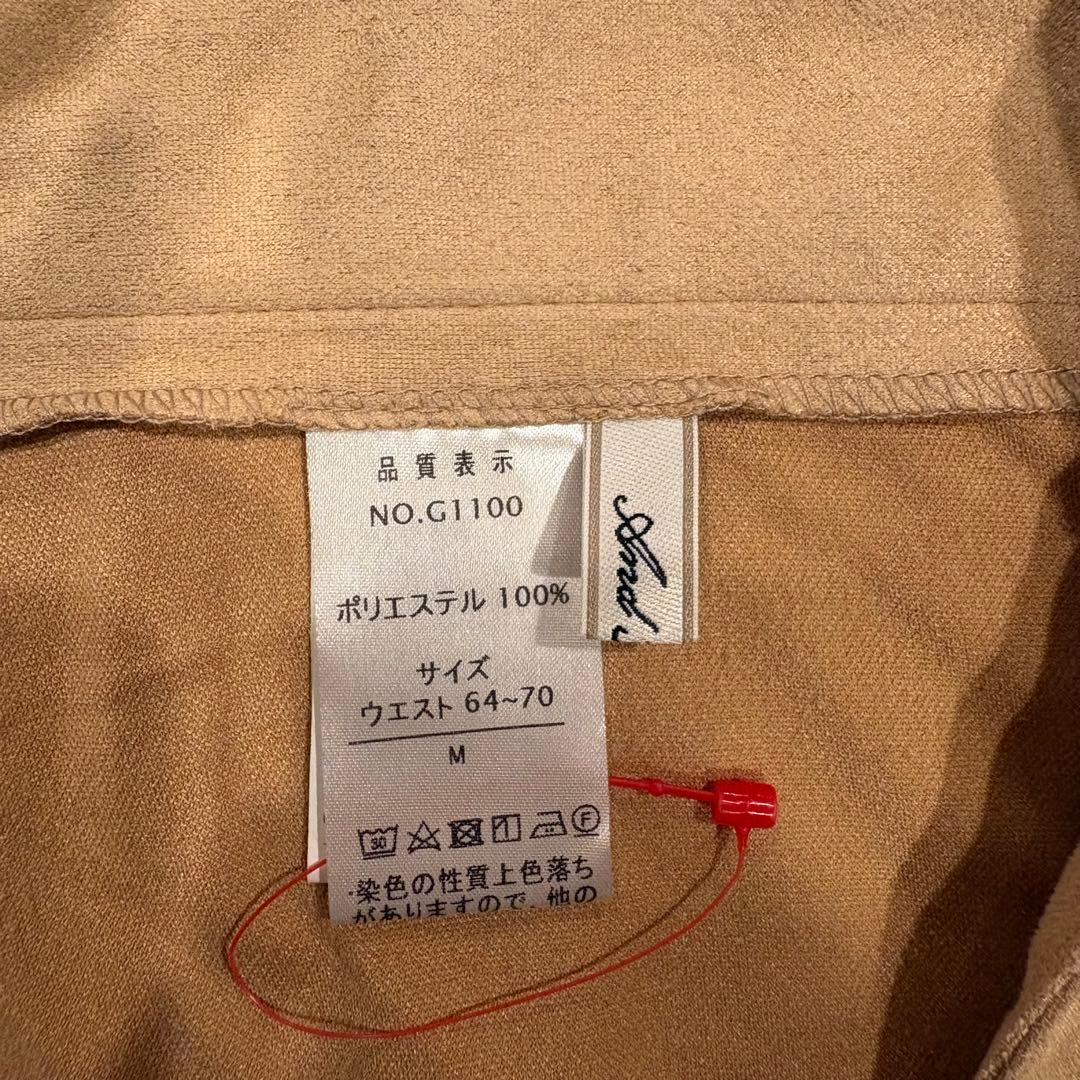 品質表示
NO.G1100
ポリエステル 100%
サイズ
ウエスト 64~70
M
30
F
・染色の性質上色落ち
がありますので、他の
And